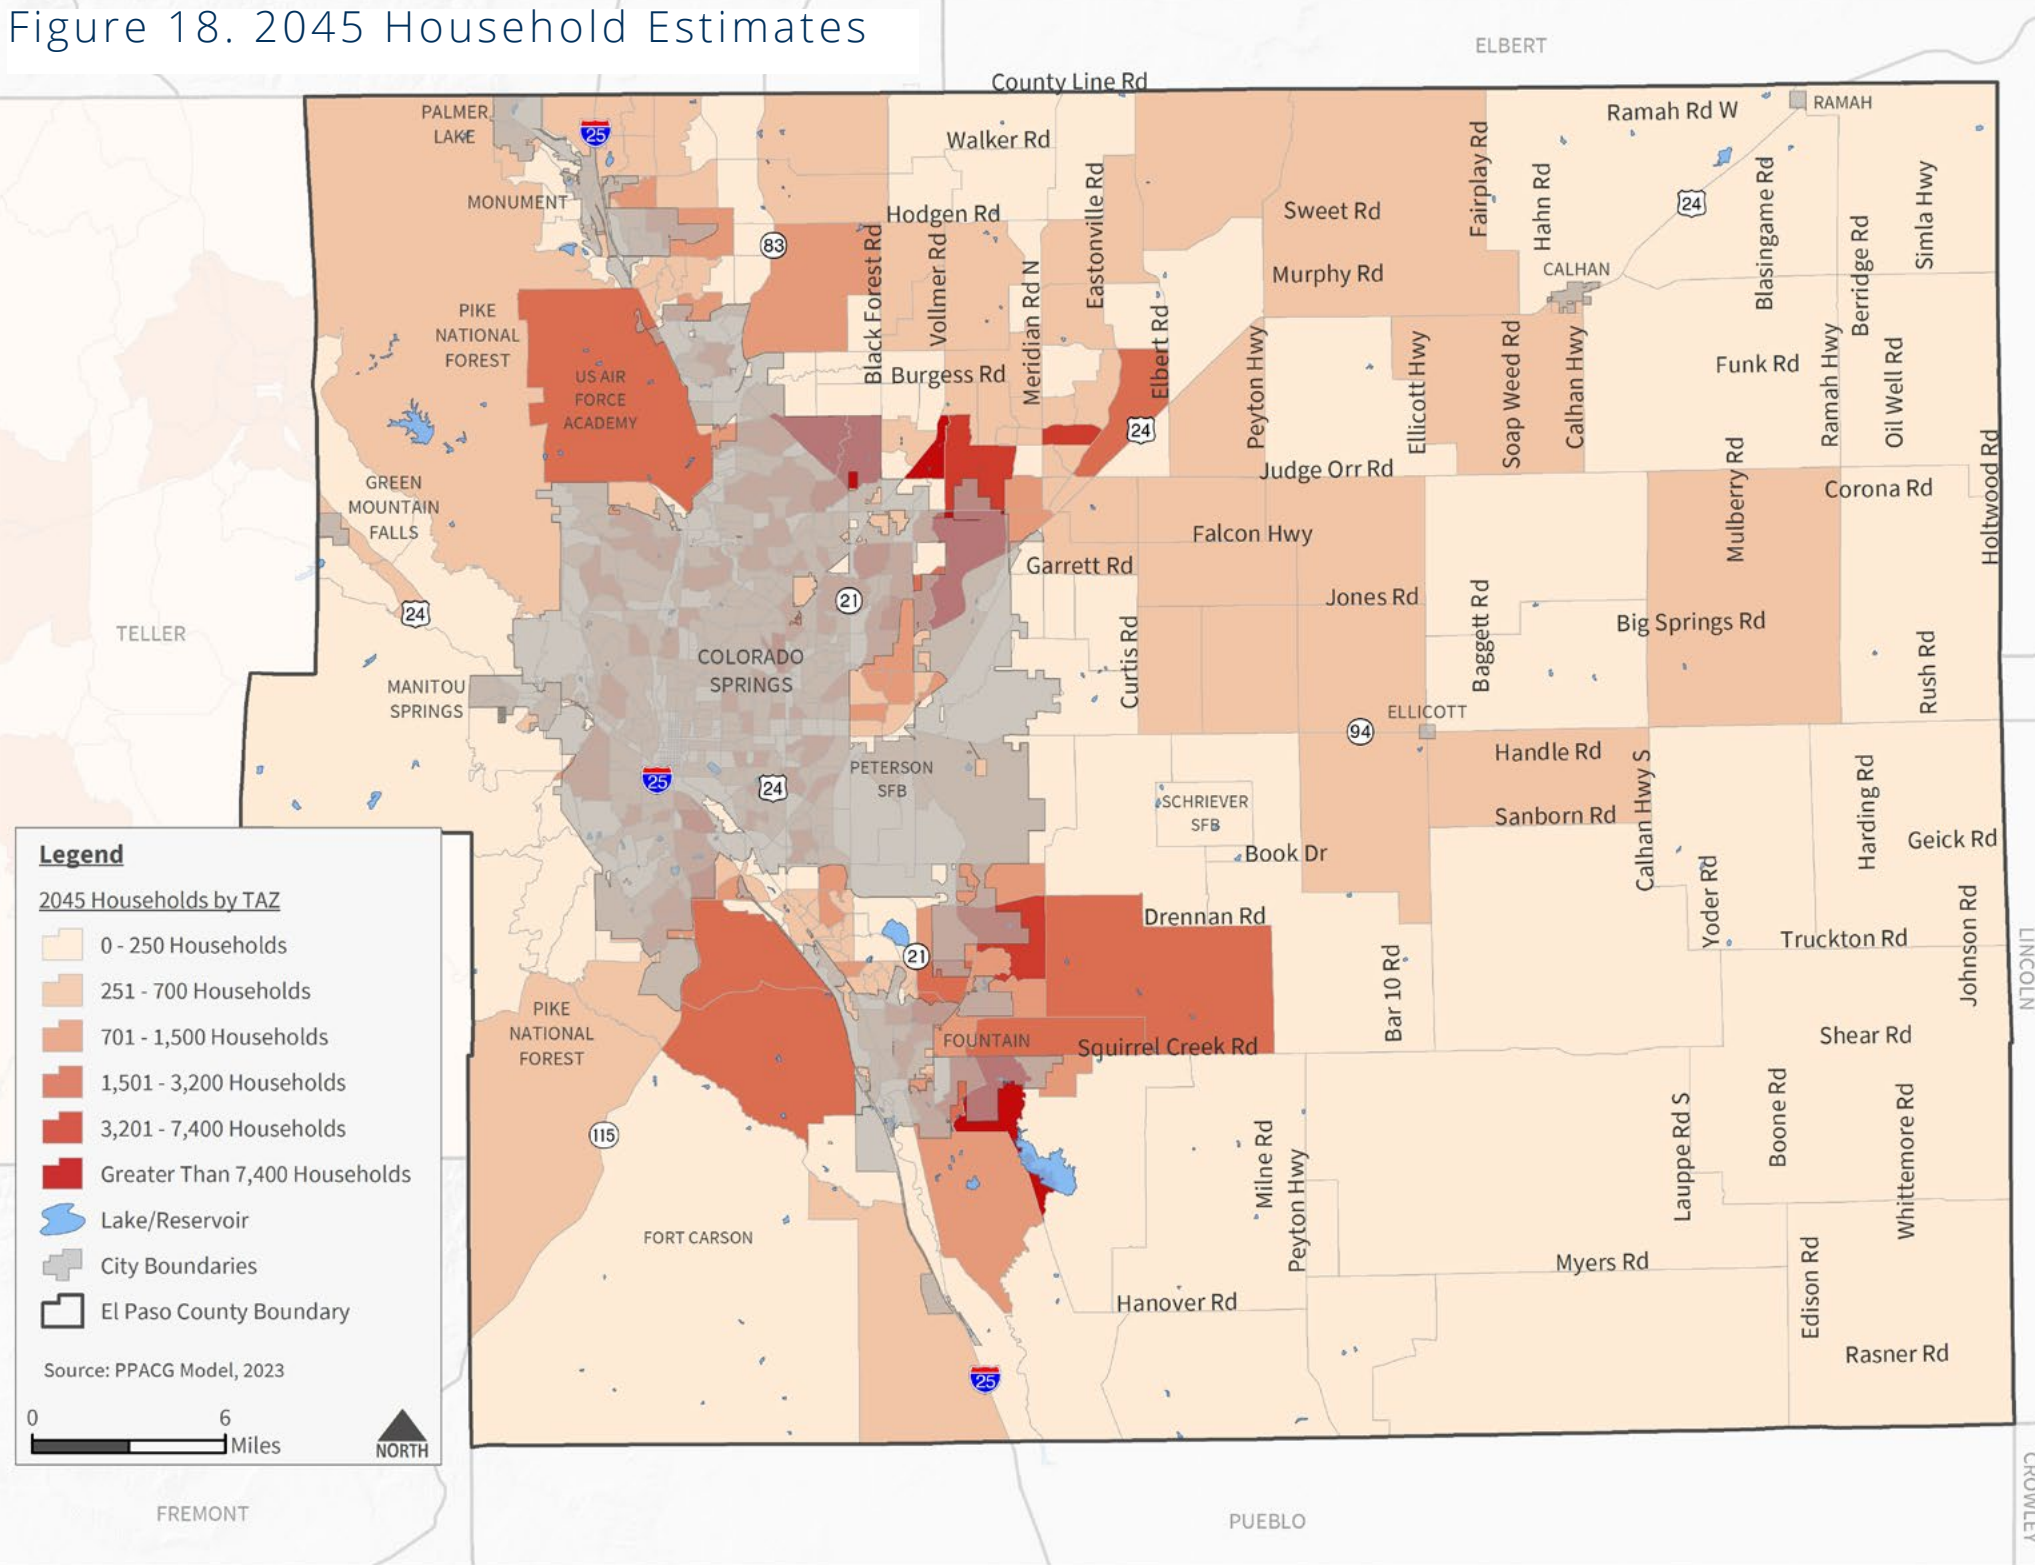 Figure 18. 2045 Household Estimates
ELBERT
County Line Rd
PALMER
LAKE
25
Walker Rd
Ramah Rd W
RAMAH
MONUMENT
Hodgen Rd
83
Black Forest Rd
Vollmer Rd
Meridian Rd N
Eastonville Rd
Elbert Rd
Sweet Rd
Murphy Rd
Fairplay Rd
Hahn Rd
24
CALHAN
Blasingame Rd
Berridge Rd
Simla Hwy
PIKE
NATIONAL
FOREST
US AIR
FORCE
ACADEMY
Burgess Rd
24
Peyton Hwy
Ellicott Hwy
Soap Weed Rd
Calhan Hwy
Funk Rd
Ramah Hwy
Oil Well Rd
Judge Orr Rd
Mulberry Rd
Corona Rd
Holtwood Rd
GREEN
MOUNTAIN
FALLS
Falcon Hwy
Garrett Rd
24
21
Jones Rd
Baggett Rd
Big Springs Rd
TELLER
COLORADO
SPRINGS
Curtis Rd
Rush Rd
MANITOU
SPRINGS
ELLICOTT
94
25
24
PETERSON
SFB
Handle Rd
SCHRIEVER
SFB
Sanborn Rd
Calhan Hwy S
Harding Rd
Geick Rd
Book Dr
Yoder Rd
Drennan Rd
Truckton Rd
Johnson Rd
LINCOLN
21
Bar 10 Rd
PIKE
NATIONAL
FOREST
FOUNTAIN
Squirrel Creek Rd
Shear Rd
115
Milne Rd
Peyton Hwy
Lauppe Rd S
Boone Rd
Whittemore Rd
FORT CARSON
Myers Rd
Edison Rd
Hanover Rd
Rasner Rd
25
Legend
2045 Households by TAZ
0 - 250 Households
251 - 700 Households
701 - 1,500 Households
1,501 - 3,200 Households
3,201 - 7,400 Households
Greater Than 7,400 Households
Lake/Reservoir
City Boundaries
El Paso County Boundary
Source: PPACG Model, 2023
0 6
Miles
NORTH
FREMONT
PUEBLO
CROWLEY